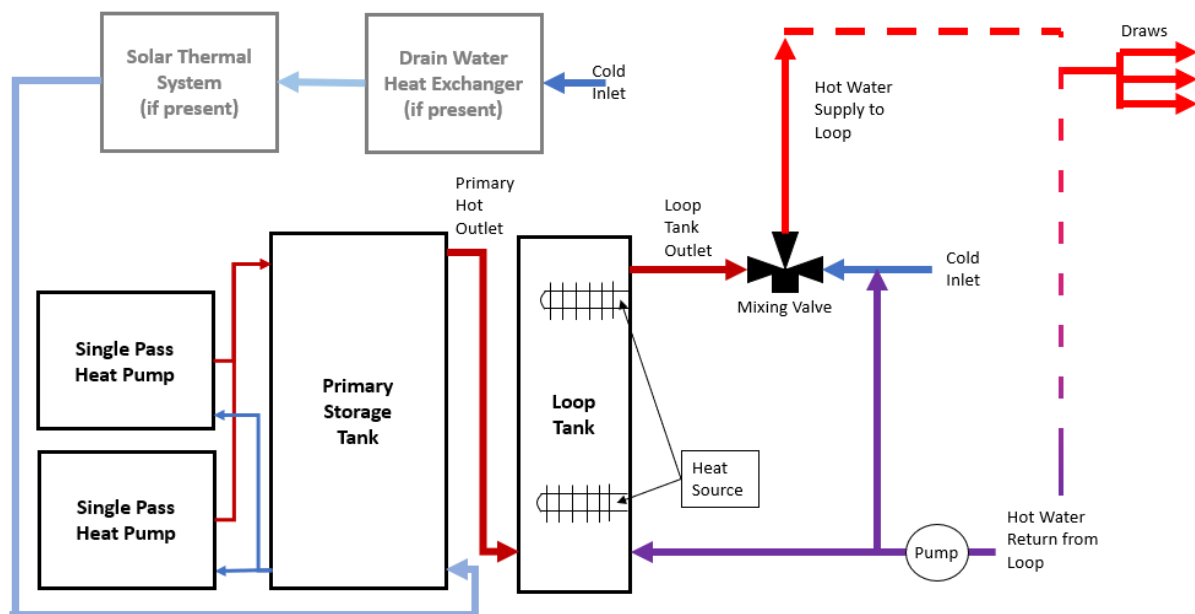 Solar Thermal
System
(if present)
Drain Water
Heat Exchanger
(if present)
Cold
Inlet
Hot Water
Supply to
Loop
Draws
Primary
Hot
Outlet
Loop
Tank
Outlet
Cold
Inlet
Mixing Valve
Single Pass
Heat Pump
Primary
Storage
Tank
Loop
Tank
Heat
Source
Single Pass
Heat Pump
Pump
Hot Water
Return from
Loop